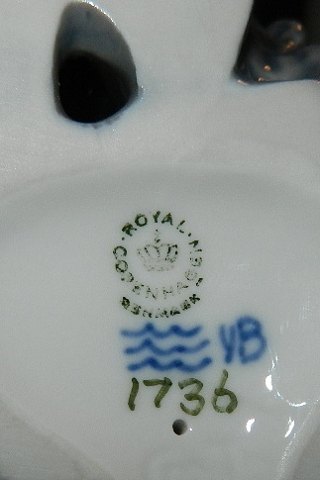 ROYAL
COPENHAGEN
DENMARK
VB
1736